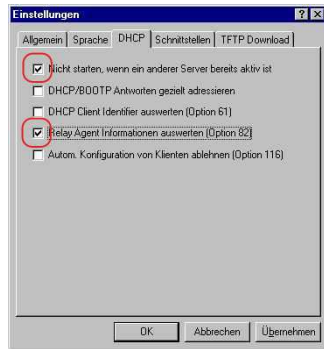 Einstellungen
Allgemein Sprache DHCP Schnittstellen TFTP Download
Nicht starten, wenn ein anderer Server bereits aktiv ist
DHCP/BOOTP Antworten gezielt adressieren
DHCP Client Identifier auswerten (Option 61)
Relay Agent Informationen auswerten (Option 82)
Autom. Konfiguration von Klienten ablehnen (Option 116)
OK Abbrechen Übernehmen